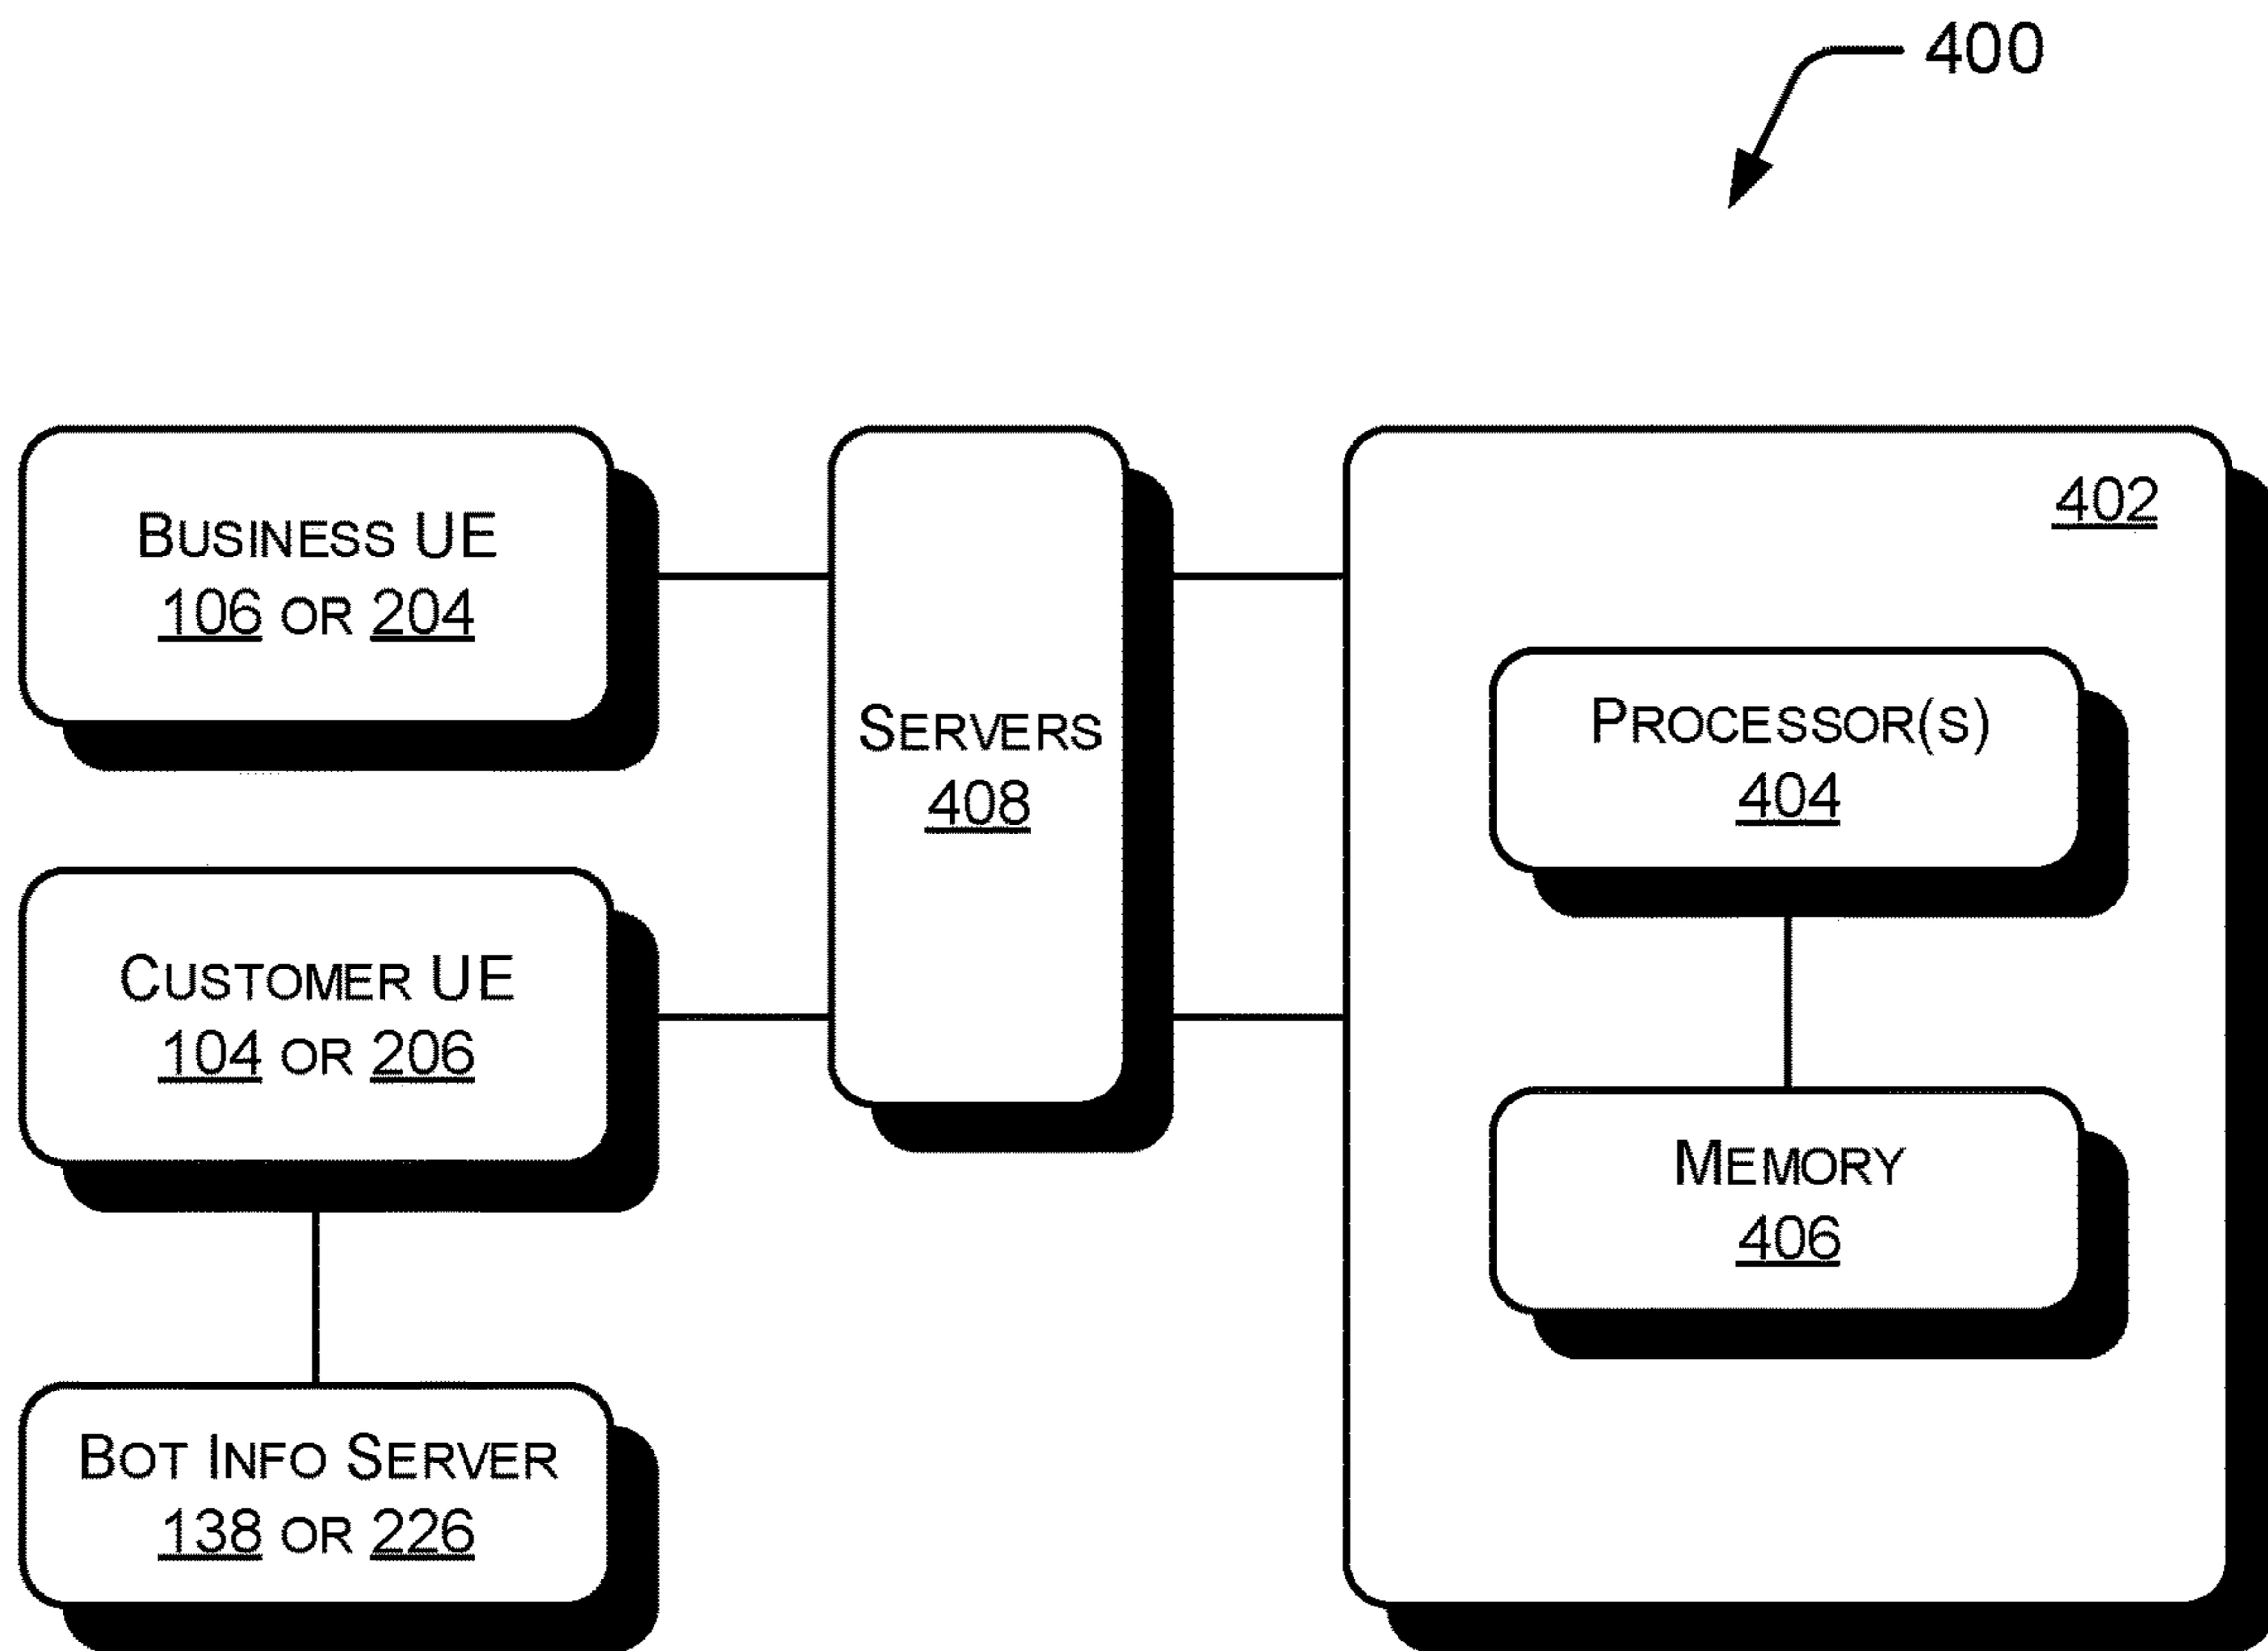 400
BUSINESS UE
106 OR 204
SERVERS
408
402
PROCESSOR(S)
404
CUSTOMER UE
104 OR 206
MEMORY
406
BOT INFO SERVER
138 OR 226